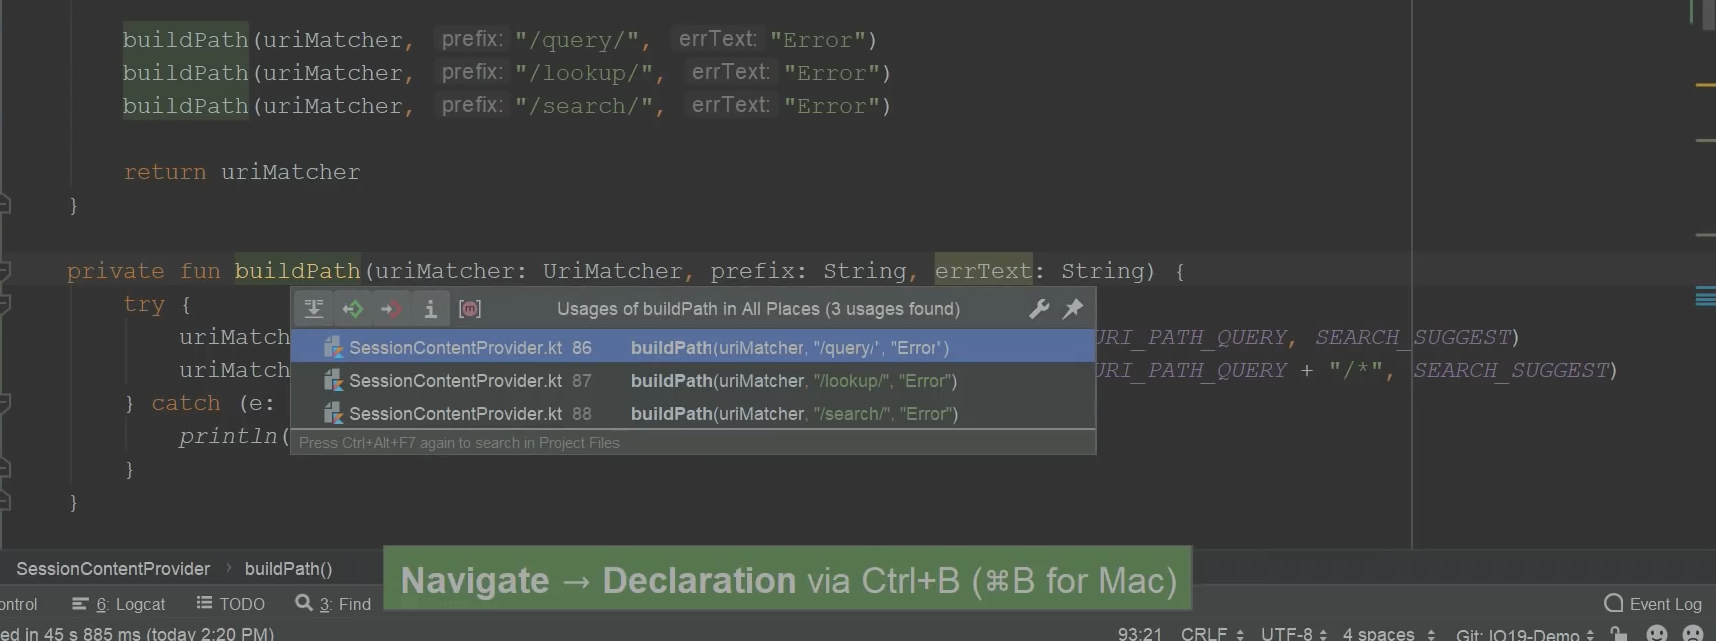 buildPath(uriMatcher, prefix: "/query/", errText: "Error")
buildPath(uriMatcher, prefix: "/lookup/", errText: "Error")
buildPath(uriMatcher, prefix: "/search/", errText: "Error")
return uriMatcher
}
private fun buildPath(uriMatcher: UriMatcher, prefix: String, errText: String) {
try {
Usages of buildPath in All Places (3 usages found)
uriMatch URI_PATH_QUERY, SEARCH_SUGGEST)
SessionContentProvider.kt 86 buildPath(uriMatcher, "/query/", "Error")
uriMatch URI_PATH_QUERY + "/*", SEARCH_SUGGEST)
SessionContentProvider.kt 87 buildPath(uriMatcher, "/lookup/", "Error")
} catch (e:
SessionContentProvider.kt 88 buildPath(uriMatcher, "/search/", "Error")
println(
Press Ctrl+Alt+F7 again to search in Project Files
}
}
SessionContentProvider › buildPath()
Navigate → Declaration via Ctrl+B (⌘B for Mac)
ontrol 6: Logcat TODO 3: Find Event Log
ed in 45 s 885 ms (today 2:20 PM) 93:21 CRLF UTF-8 4 spaces Git: IO19-Demo